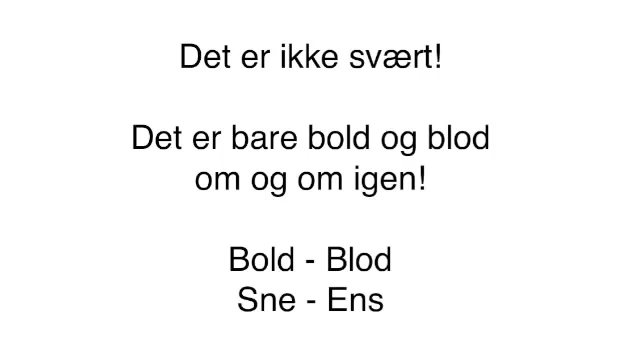 Det er ikke svært!
Det er bare bold og blod
om og om igen!
Bold - Blod
Sne - Ens